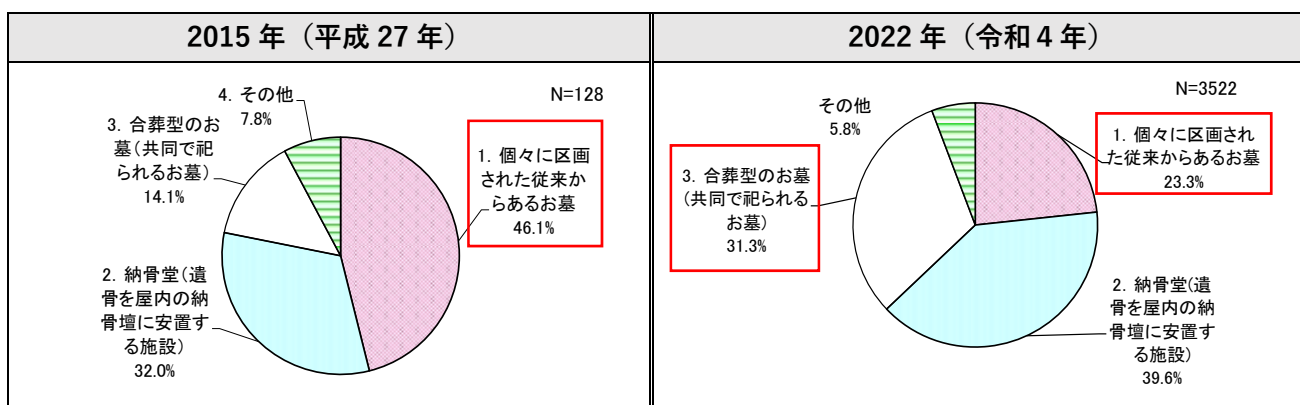 2015 年（平成 27 年）
N=128
4. その他
7.8%
3. 合葬型のお
墓(共同で祀
られるお墓)
14.1%
1. 個々に区画
された従来か
らあるお墓
46.1%
2. 納骨堂(遺
骨を屋内の納
骨壇に安置す
る施設)
32.0%
2022 年（令和４年）
N=3522
その他
5.8%
1. 個々に区画され
た従来からあるお墓
23.3%
3. 合葬型のお墓
(共同で祀られる
お墓)
31.3%
2. 納骨堂(遺
骨を屋内の納
骨壇に安置す
る施設)
39.6%